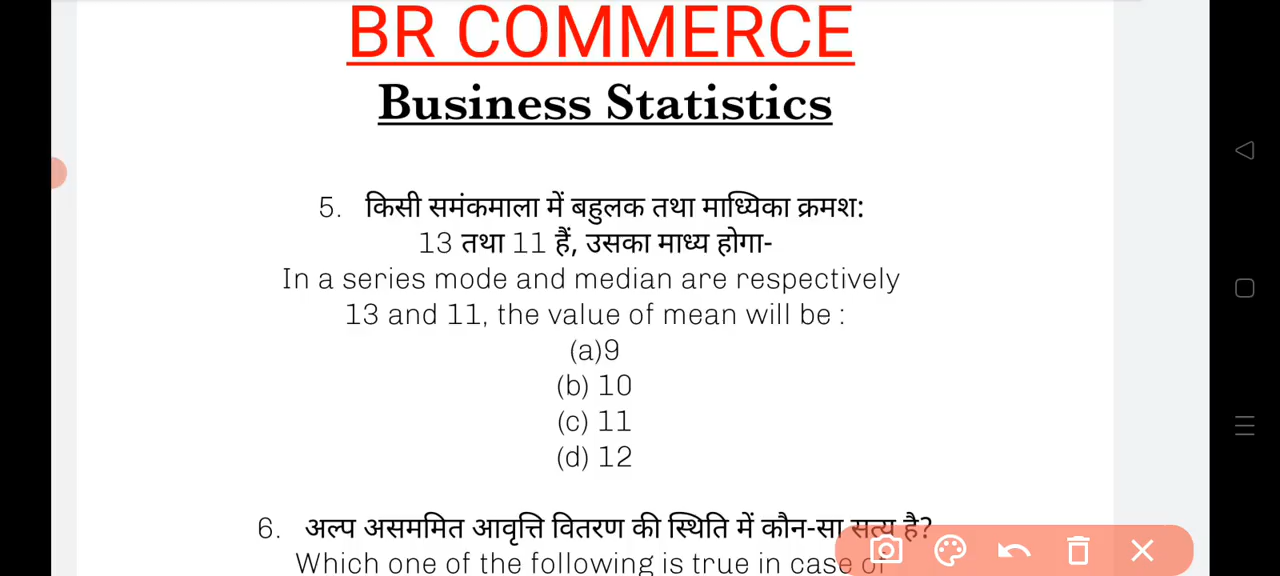 BR COMMERCE
Business Statistics
5. किसी समंकमाला में बहुलक तथा माध्यिका क्रमश:
13 तथा 11 हैं, उसका माध्य होगा-
In a series mode and median are respectively
13 and 11, the value of mean will be :
(a)9
(b) 10
(c) 11
(d) 12
6. अल्प असममित आवृत्ति वितरण की स्थिति में कौन-सा सत्य है?
Which one of the following is true in case of